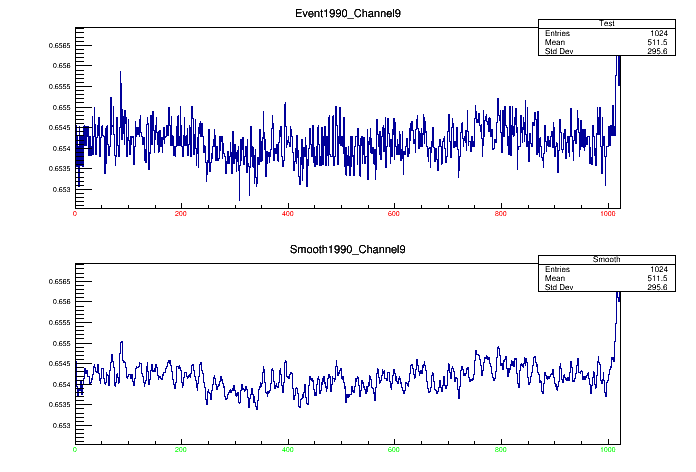 Event1990_Channel9
Test
Entries 1024
Mean 511.5
Std Dev 295.6
0.6565
0.656
0.6555
0.655
0.6545
0.654
0.6535
0.653
0 200 400 600 800 1000
Smooth1990_Channel9
Smooth
Entries 1024
Mean 511.5
Std Dev 295.6
0.6565
0.656
0.6555
0.655
0.6545
0.654
0.6535
0.653
0 200 400 600 800 1000